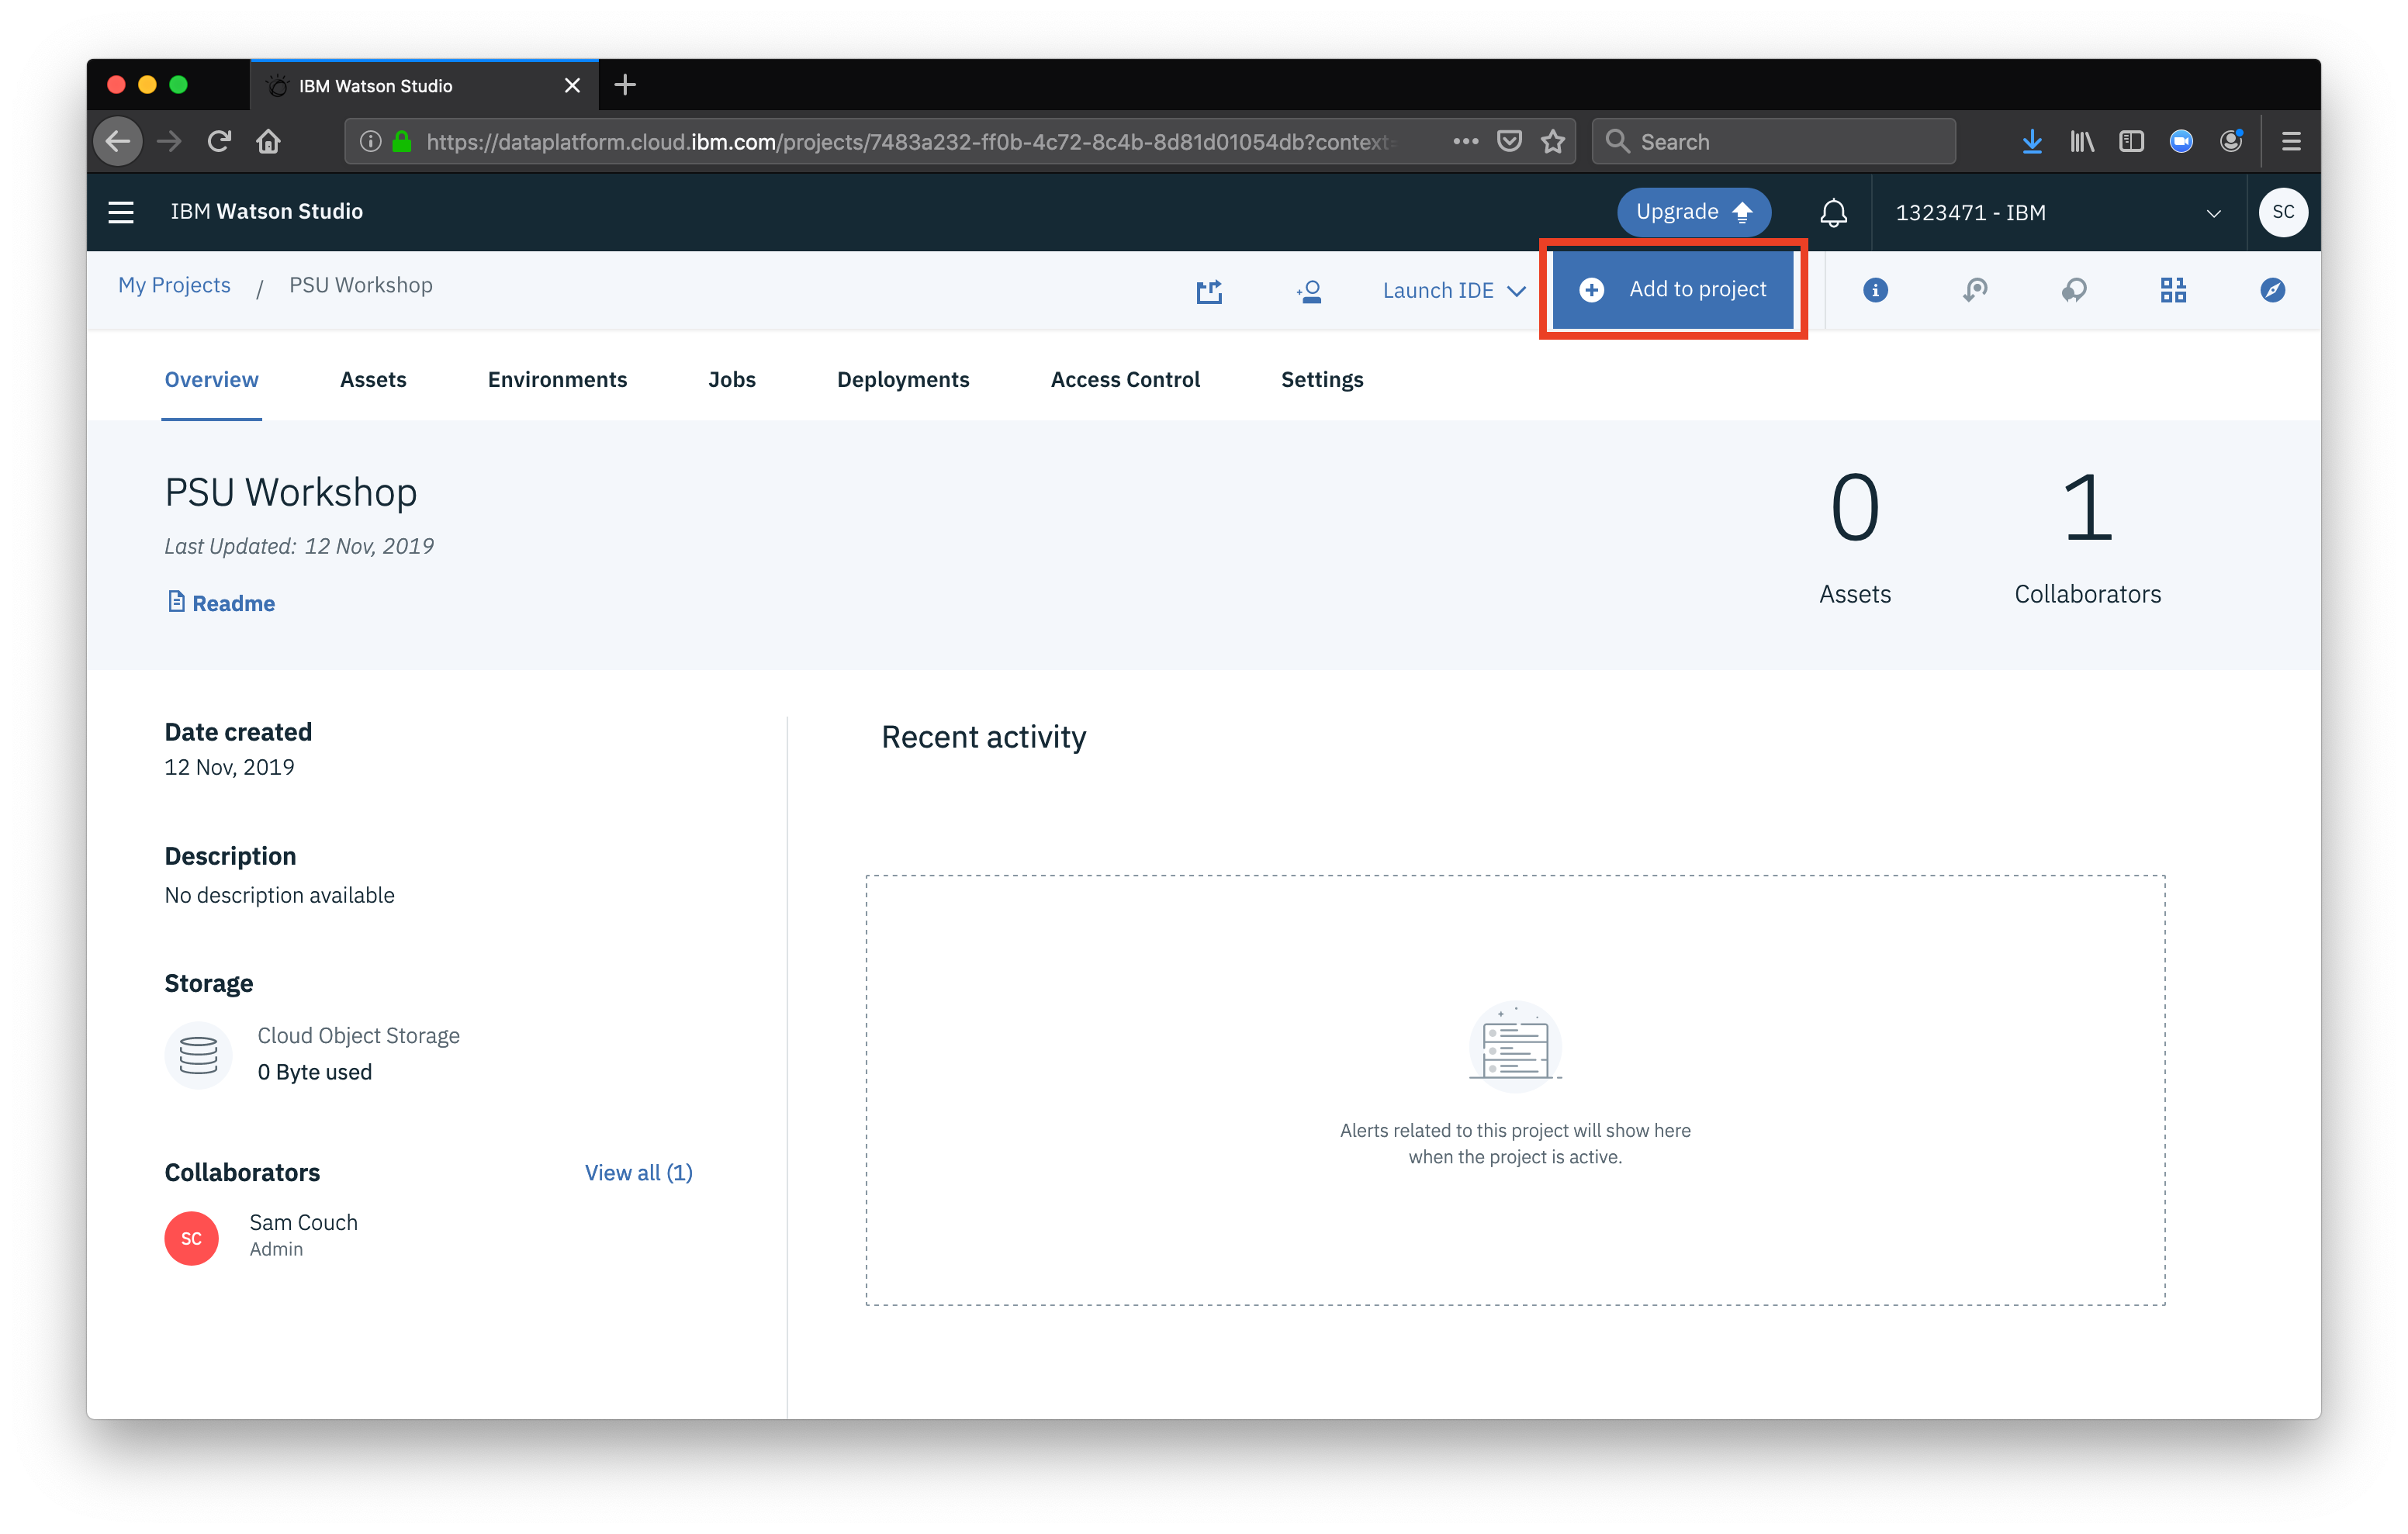 IBM Watson Studio
https://dataplatform.cloud.ibm.com/projects/7483a232-ff0b-4c72-8c4b-8d81d01054db?context=
Search
IBM Watson Studio
Upgrade
1323471 - IBM
SC
My Projects / PSU Workshop
Launch IDE
Add to project
Overview
Assets
Environments
Jobs
Deployments
Access Control
Settings
PSU Workshop
Last Updated: 12 Nov, 2019
Readme
0
Assets
1
Collaborators
Date created
12 Nov, 2019
Description
No description available
Storage
Cloud Object Storage
0 Byte used
Collaborators
View all (1)
SC
Sam Couch
Admin
Recent activity
Alerts related to this project will show here
when the project is active.